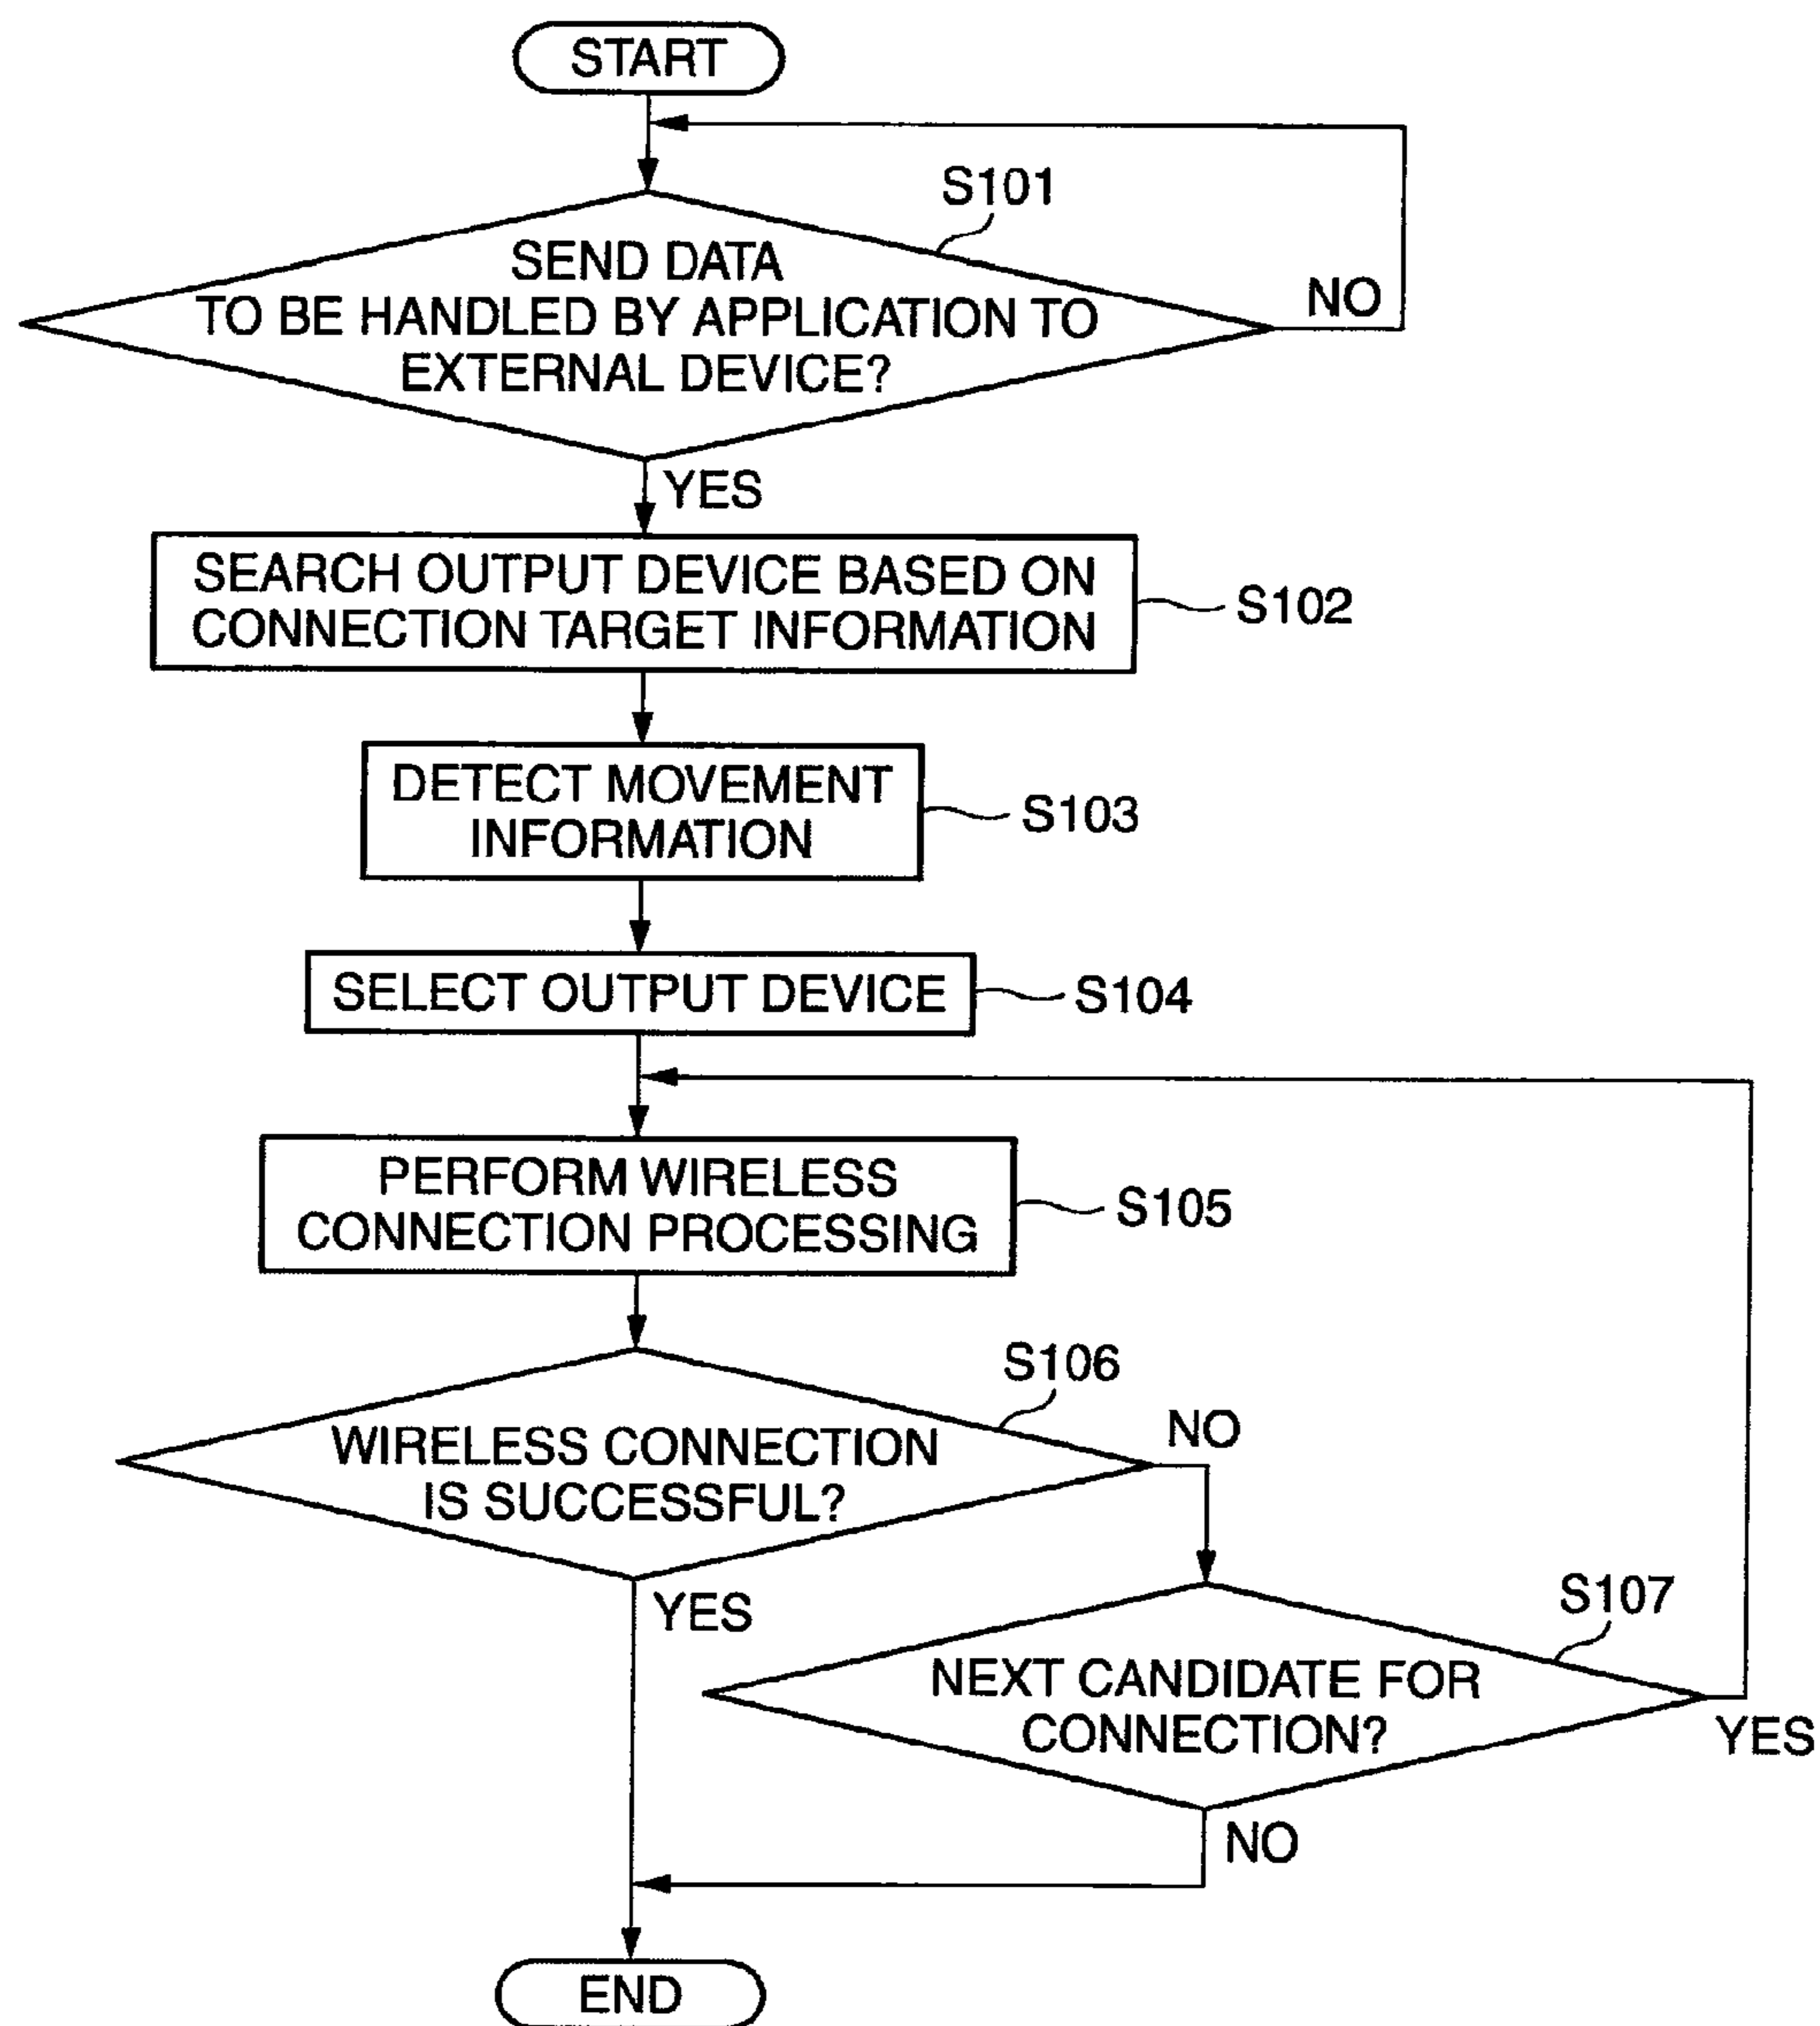 START
S101
SEND DATA
TO BE HANDLED BY APPLICATION TO
EXTERNAL DEVICE?
NO
YES
SEARCH OUTPUT DEVICE BASED ON
CONNECTION TARGET INFORMATION
S102
DETECT MOVEMENT
INFORMATION
S103
SELECT OUTPUT DEVICE
S104
PERFORM WIRELESS
CONNECTION PROCESSING
S105
S106
WIRELESS CONNECTION
IS SUCCESSFUL?
NO
YES
S107
NEXT CANDIDATE FOR
CONNECTION?
YES
NO
END